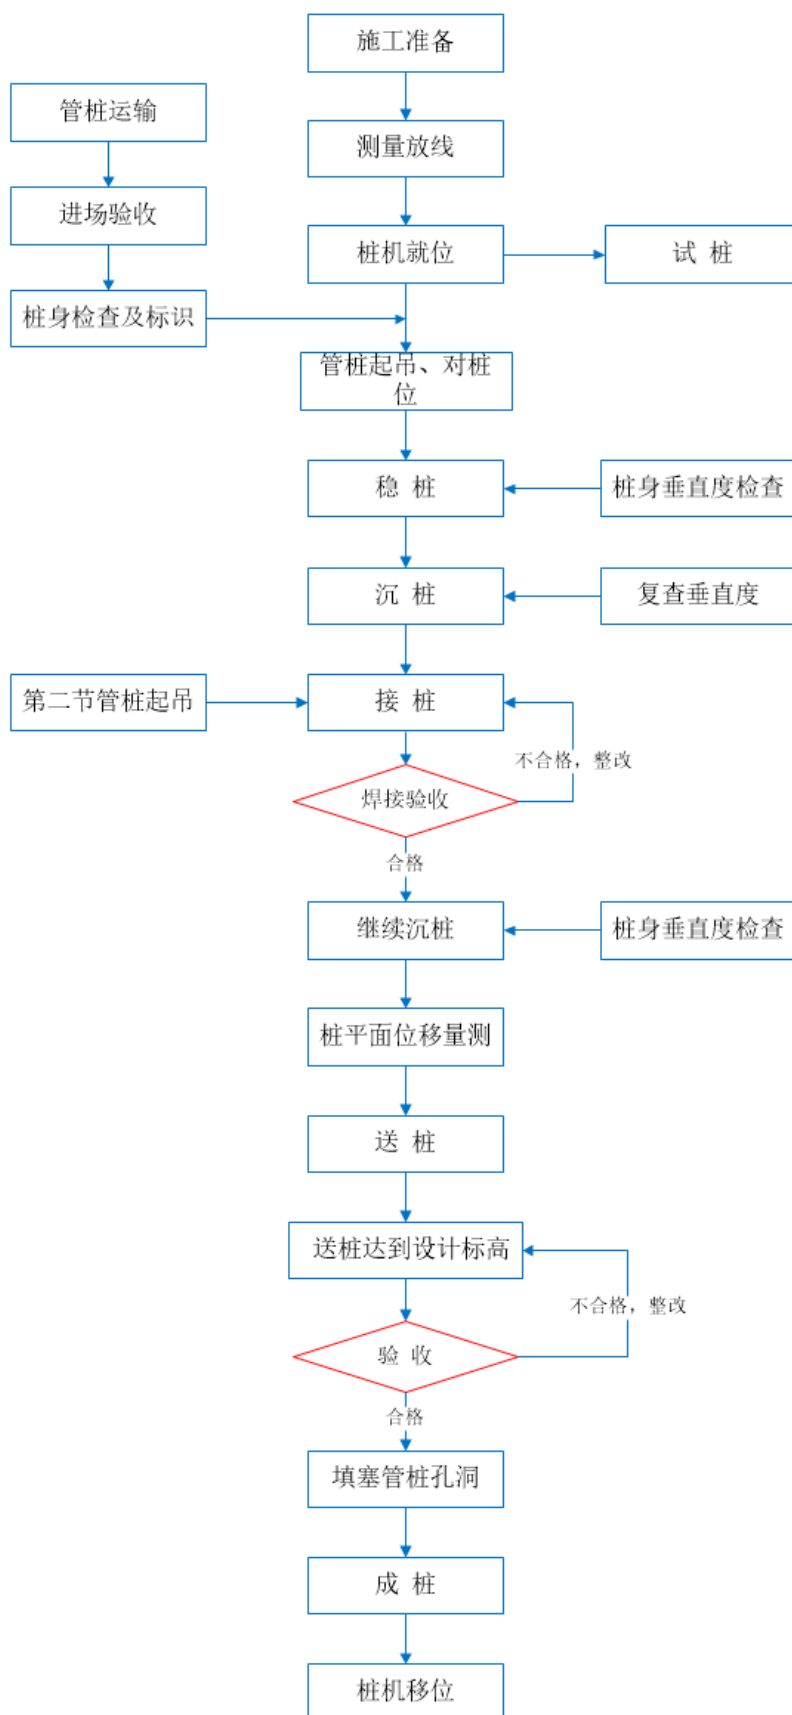 施工准备
管桩运输
测量放线
进场验收
桩机就位
试 桩
桩身检查及标识
管桩起吊、对桩
位
稳 桩
桩身垂直度检查
沉 桩
复查垂直度
第二节管桩起吊
接 桩
不合格，整改
焊接验收
合格
继续沉桩
桩身垂直度检查
桩平面位移量测
送 桩
送桩达到设计标高
不合格，整改
验 收
合格
填塞管桩孔洞
成 桩
桩机移位